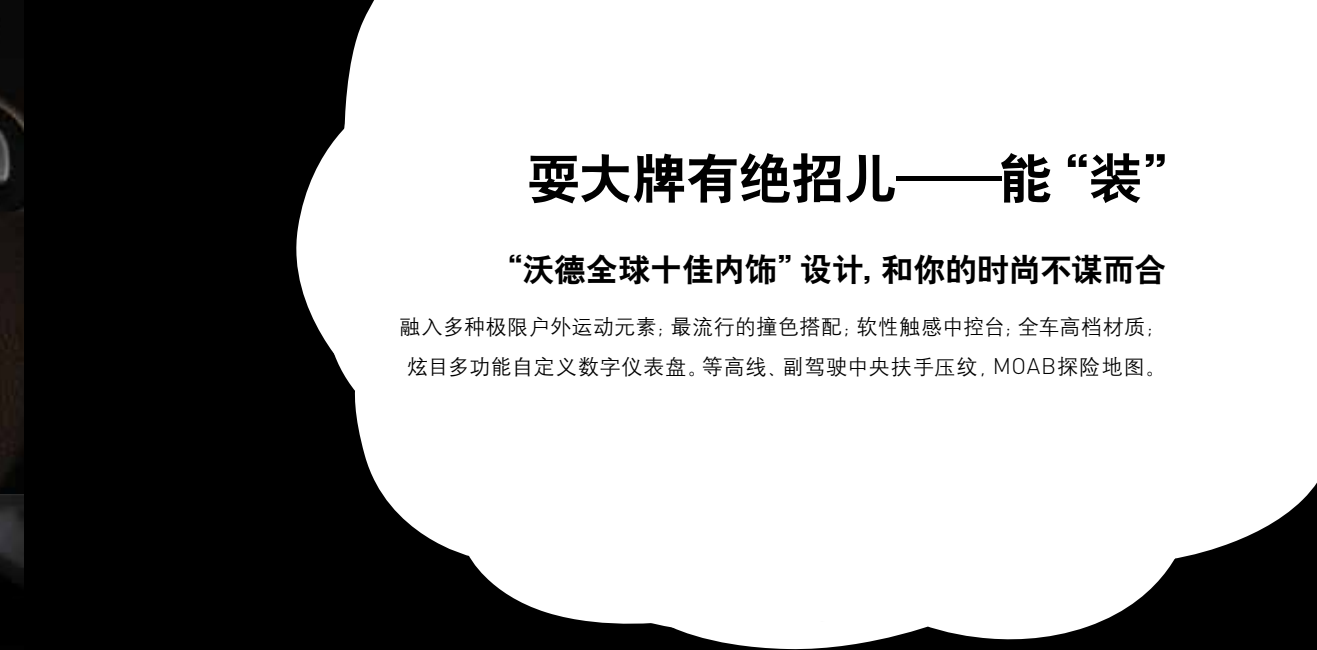 耍大牌有绝招儿——能“装”
“沃德全球十佳内饰”设计, 和你的时尚不谋而合
融入多种极限户外运动元素; 最流行的撞色搭配; 软性触感中控台; 全车高档材质;
炫目多功能自定义数字仪表盘。等高线、副驾驶中央扶手压纹, MOAB探险地图。